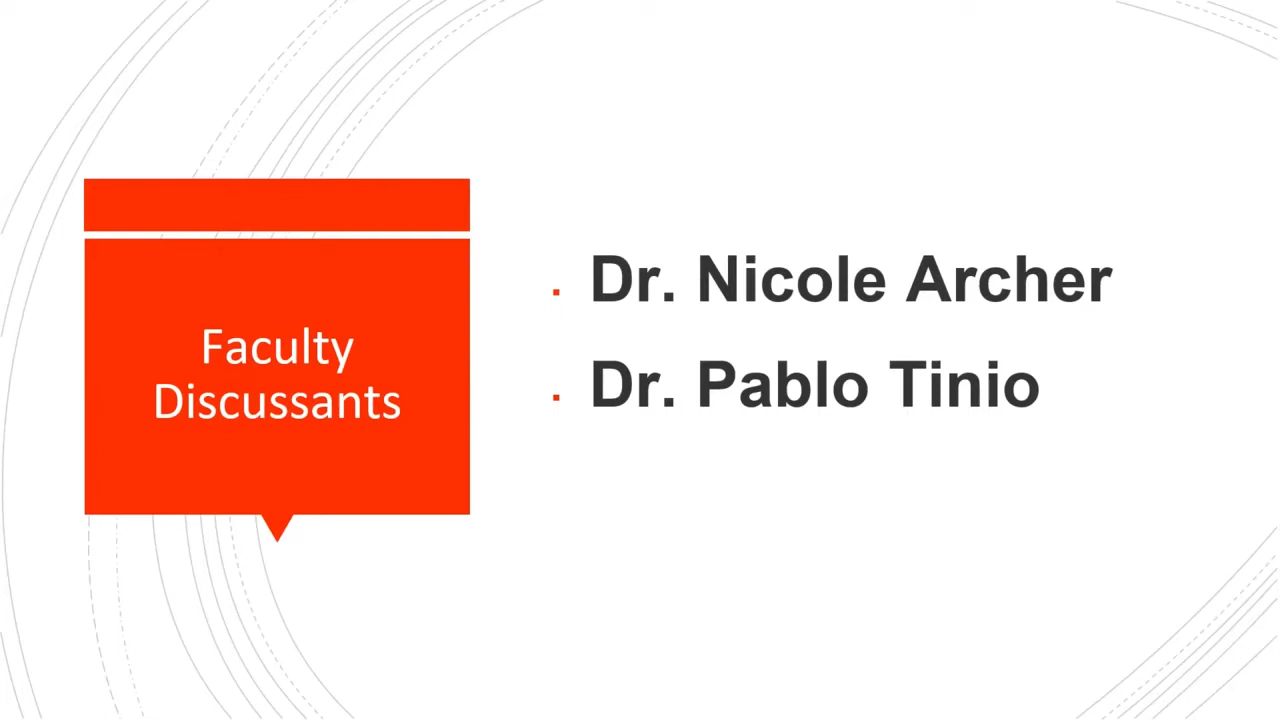 Faculty
Discussants
Dr. Nicole Archer
Dr. Pablo Tinio